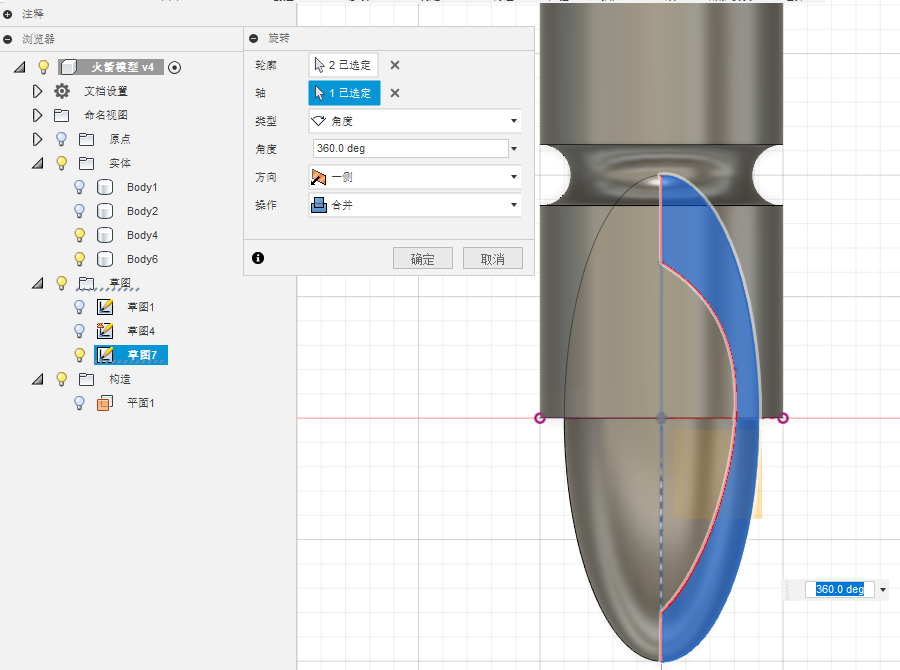 注释
浏览器
火箭模型 v4
文档设置
命名视图
原点
实体
Body1
Body2
Body4
Body6
草图
草图1
草图4
草图7
构造
平面1
旋转
轮廓 2 已选定
轴 1 已选定
类型 角度
角度 360.0 deg
方向 一侧
操作 合并
确定 取消
360.0 deg